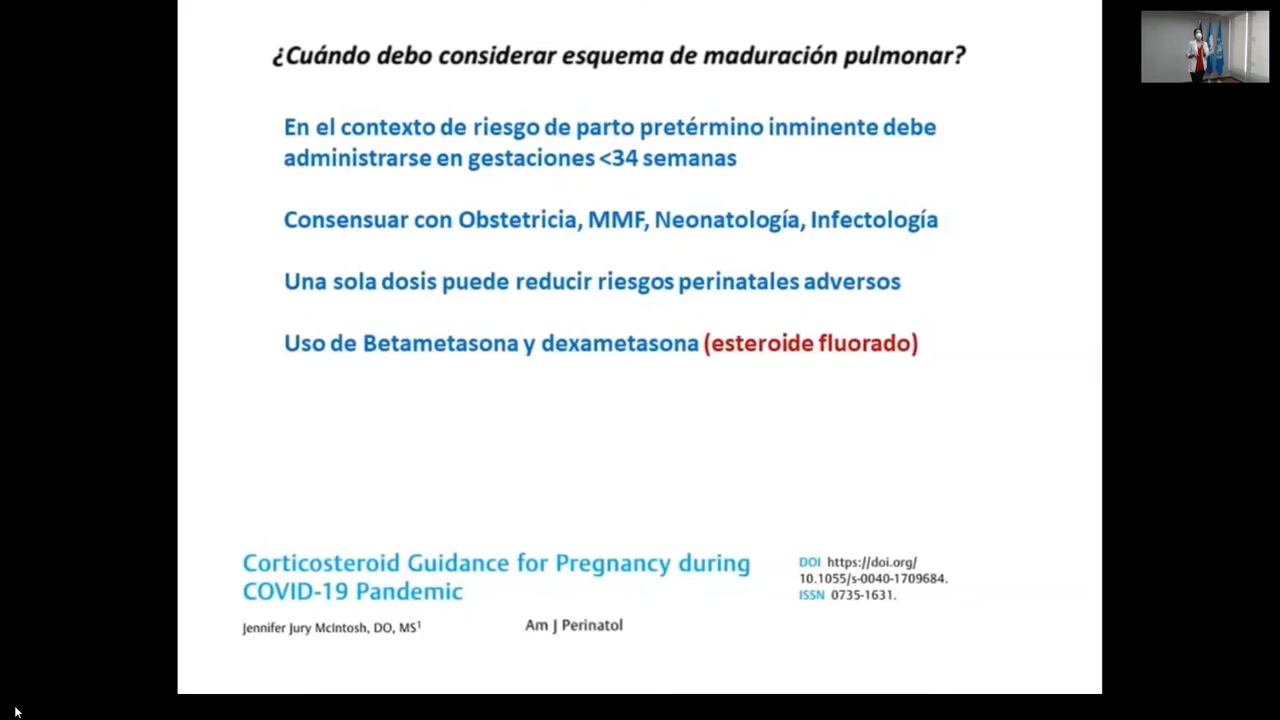 ¿Cuándo debo considerar esquema de maduración pulmonar?
En el contexto de riesgo de parto pretérmino inminente debe
administrarse en gestaciones <34 semanas
Consensuar con Obstetricia, MMF, Neonatología, Infectología
Una sola dosis puede reducir riesgos perinatales adversos
Uso de Betametasona y dexametasona (esteroide fluorado)
Corticosteroid Guidance for Pregnancy during
COVID-19 Pandemic
Jennifer Jury McIntosh, DO, MS¹
Am J Perinatol
DOI https://doi.org/
10.1055/s-0040-1709684.
ISSN 0735-1631.